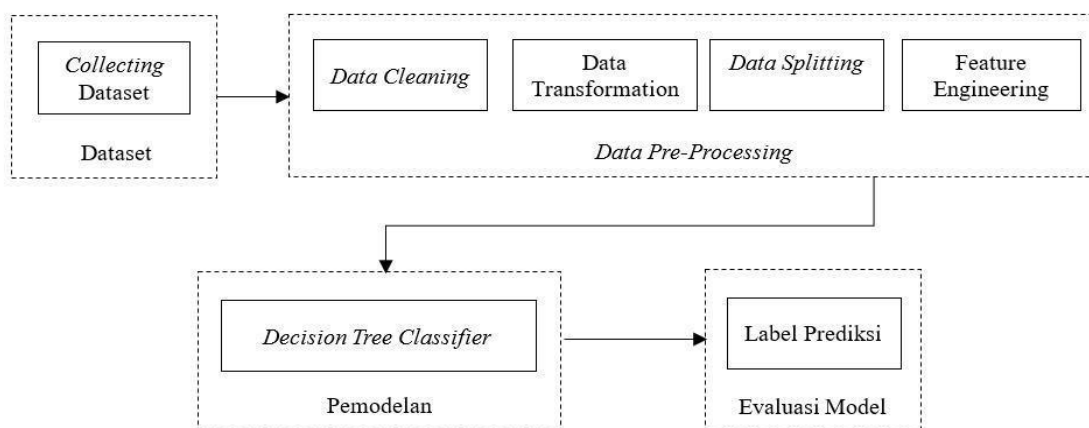 Collecting
Dataset
Dataset
Data Cleaning
Data
Transformation
Data Splitting
Feature
Engineering
Data Pre-Processing
Decision Tree Classifier
Pemodelan
Label Prediksi
Evaluasi Model